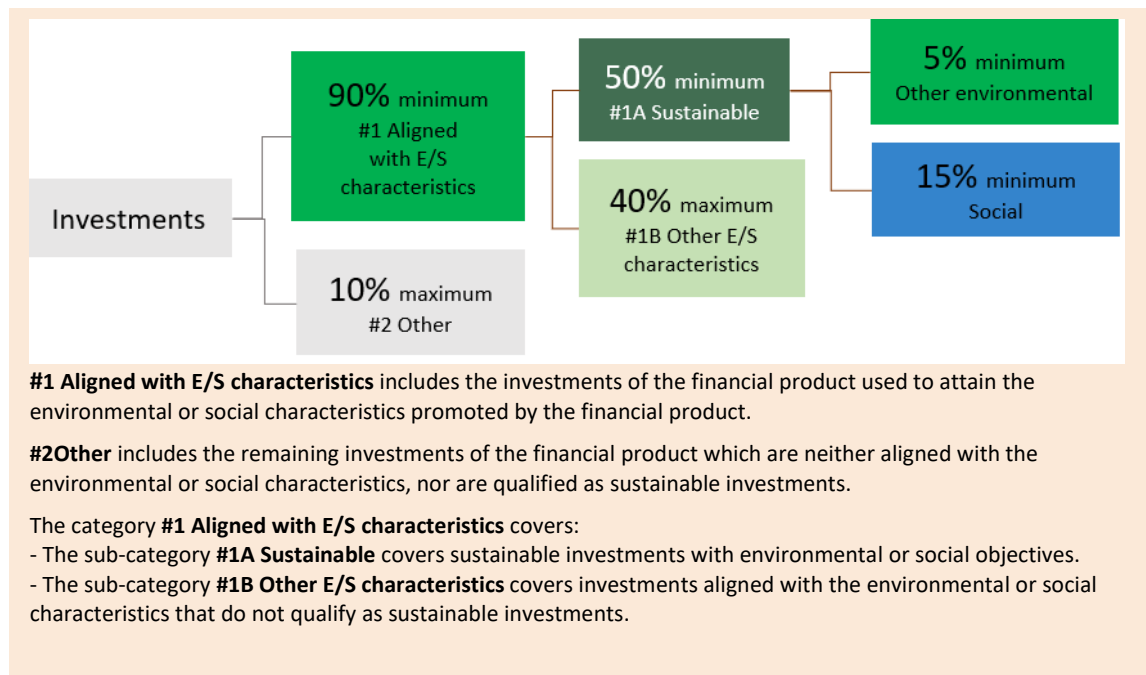 Investments
90% minimum
#1 Aligned
with E/S
characteristics
10% maximum
#2 Other
50% minimum
#1A Sustainable
40% maximum
#1B Other E/S
characteristics
5% minimum
Other environmental
15% minimum
Social
#1 Aligned with E/S characteristics includes the investments of the financial product used to attain the
environmental or social characteristics promoted by the financial product.
#2Other includes the remaining investments of the financial product which are neither aligned with the
environmental or social characteristics, nor are qualified as sustainable investments.
The category #1 Aligned with E/S characteristics covers:
- The sub-category #1A Sustainable covers sustainable investments with environmental or social objectives.
- The sub-category #1B Other E/S characteristics covers investments aligned with the environmental or social
characteristics that do not qualify as sustainable investments.